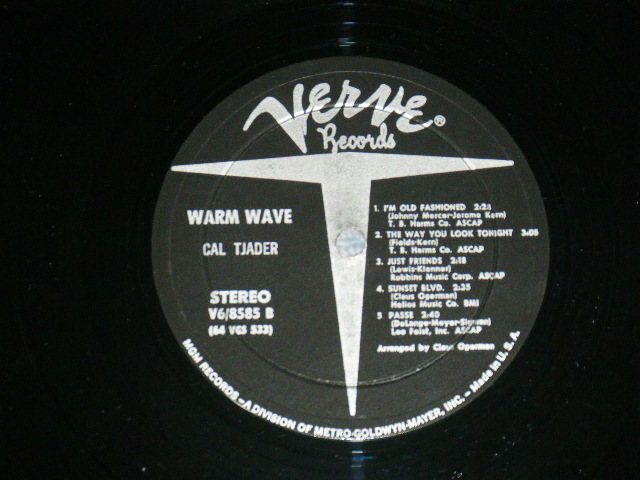 Verve®
Records
WARM WAVE
CAL TJADER
STEREO
V6/8585 B
(64 VGS 533)
1. I'M OLD FASHIONED 2:28
(Johnny Mercer-Jerome Kern)
T. B. Harms Co. ASCAP
2. THE WAY YOU LOOK TONIGHT 3:05
(Fields-Kern)
T. B. Harms Co. ASCAP
3. JUST FRIENDS 2:18
(Lewis-Klenner)
Robbins Music Corp. ASCAP
4. SUNSET BLVD. 2:35
(Claus Ogerman)
Helios Music Co. BMI
5 PASSE 2:40
(DeLange-Meyer-Sigman)
Leo Feist, Inc. ASCAP
Arranged by Claus Ogerman
MGM RECORDS—A DIVISION OF METRO-GOLDWYN-MAYER, INC.—Made in U. S. A.